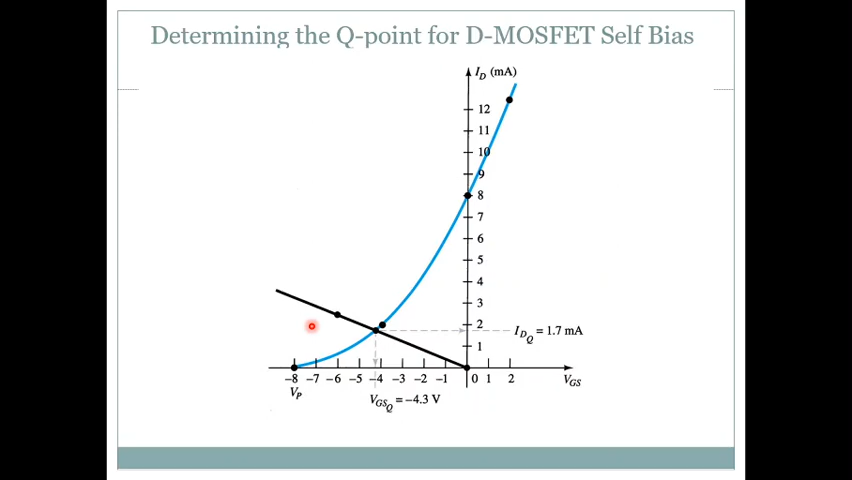 Determining the Q-point for D-MOSFET Self Bias
I_D (mA)
12
11
10
9
8
7
6
5
4
3
2
1
I_DQ = 1.7 mA
−8 −7 −6 −5 −4 −3 −2 −1 0 1 2
V_P
V_GS
V_GSQ = −4.3 V